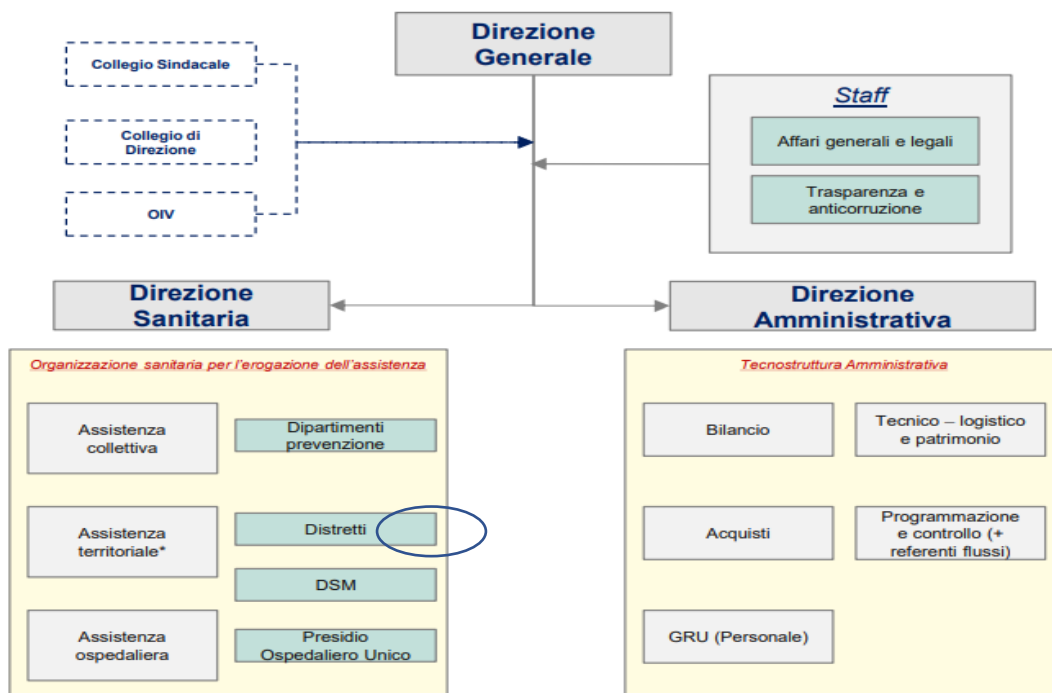 Direzione
Generale
Collegio Sindacale
Collegio di
Direzione
OIV
Staff
Affari generali e legali
Trasparenza e
anticorruzione
Direzione
Sanitaria
Direzione
Amministrativa
Organizzazione sanitaria per l'erogazione dell'assistenza
Assistenza
collettiva
Dipartimenti
prevenzione
Assistenza
territoriale*
Distretti
DSM
Assistenza
ospedaliera
Presidio
Ospedaliero Unico
Tecnostruttura Amministrativa
Bilancio
Tecnico – logistico
e patrimonio
Acquisti
Programmazione
e controllo (+
referenti flussi)
GRU (Personale)